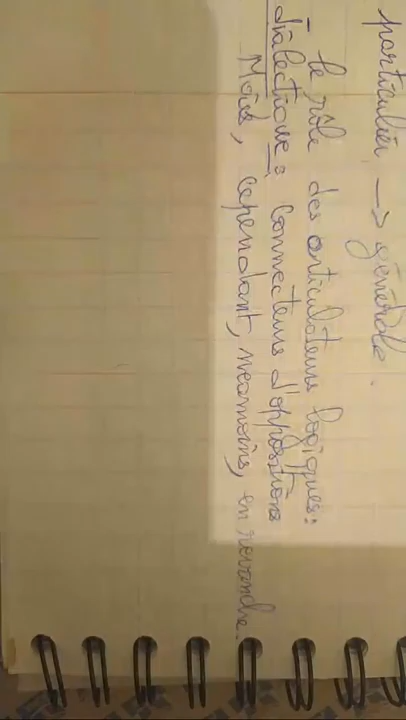 particulier → générale.
- le rôle des articulateurs logiques:
dialectique: Connecteurs d'oppositions
Mais, cependant, néanmoins, en revanche.